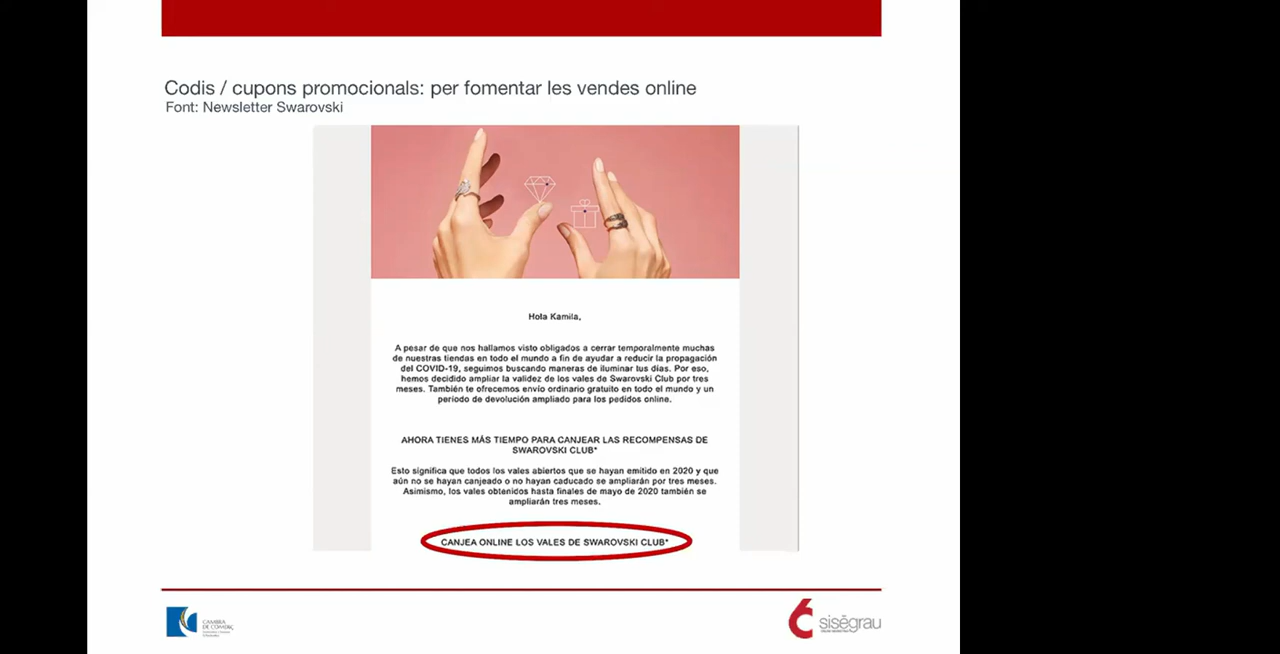 Codis / cupons promocionals: per fomentar les vendes online
Font: Newsletter Swarovski
Hola Kamila,
A pesar de que nos hallamos visto obligados a cerrar temporalmente muchas
de nuestras tiendas en todo el mundo a fin de ayudar a reducir la propagación
del COVID-19, seguimos buscando maneras de iluminar tus días. Por eso,
hemos decidido ampliar la validez de los vales de Swarovski Club por tres
meses. También te ofrecemos envío ordinario gratuito en todo el mundo y un
período de devolución ampliado para los pedidos online.
AHORA TIENES MÁS TIEMPO PARA CANJEAR LAS RECOMPENSAS DE
SWAROVSKI CLUB*
Esto significa que todos los vales abiertos que se hayan emitido en 2020 y que
aún no se hayan canjeado o no hayan caducado se ampliarán por tres meses.
Asimismo, los vales obtenidos hasta finales de mayo de 2020 también se
ampliarán tres meses.
CANJEA ONLINE LOS VALES DE SWAROVSKI CLUB*
CAMBRA
DE COMERÇ
6 sisègrau